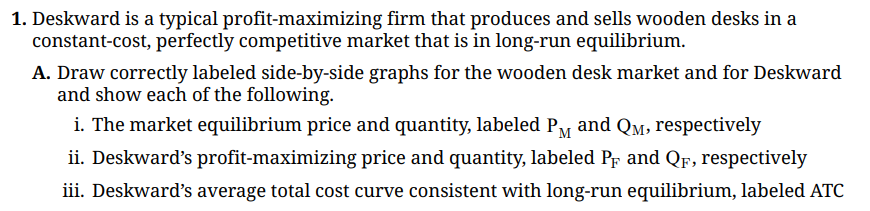 1. Deskward is a typical profit-maximizing firm that produces and sells wooden desks in a
constant-cost, perfectly competitive market that is in long-run equilibrium.
A. Draw correctly labeled side-by-side graphs for the wooden desk market and for Deskward
and show each of the following.
i. The market equilibrium price and quantity, labeled P_M and Q_M, respectively
ii. Deskward’s profit-maximizing price and quantity, labeled P_F and Q_F, respectively
iii. Deskward’s average total cost curve consistent with long-run equilibrium, labeled ATC